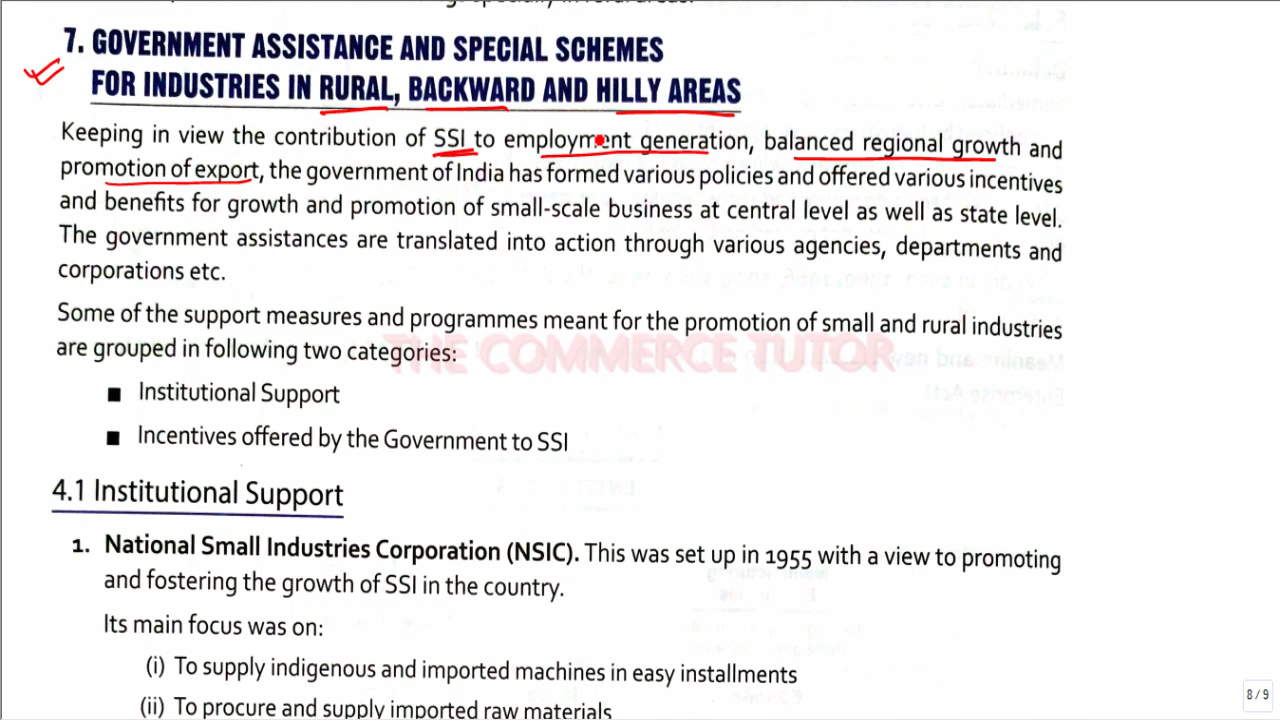 7. GOVERNMENT ASSISTANCE AND SPECIAL SCHEMES
FOR INDUSTRIES IN RURAL, BACKWARD AND HILLY AREAS
Keeping in view the contribution of SSI to employment generation, balanced regional growth and
promotion of export, the government of India has formed various policies and offered various incentives
and benefits for growth and promotion of small-scale business at central level as well as state level.
The government assistances are translated into action through various agencies, departments and
corporations etc.
Some of the support measures and programmes meant for the promotion of small and rural industries
are grouped in following two categories:
THE COMMERCE TUTOR
■ Institutional Support
■ Incentives offered by the Government to SSI
4.1 Institutional Support
1. National Small Industries Corporation (NSIC). This was set up in 1955 with a view to promoting
and fostering the growth of SSI in the country.
Its main focus was on:
(i) To supply indigenous and imported machines in easy installments
(ii) To procure and supply imported raw materials
8/9